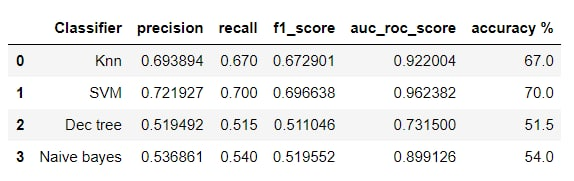 Classifier precision recall f1_score auc_roc_score accuracy %
0 Knn 0.693894 0.670 0.672901 0.922004 67.0
1 SVM 0.721927 0.700 0.696638 0.962382 70.0
2 Dec tree 0.519492 0.515 0.511046 0.731500 51.5
3 Naive bayes 0.536861 0.540 0.519552 0.899126 54.0